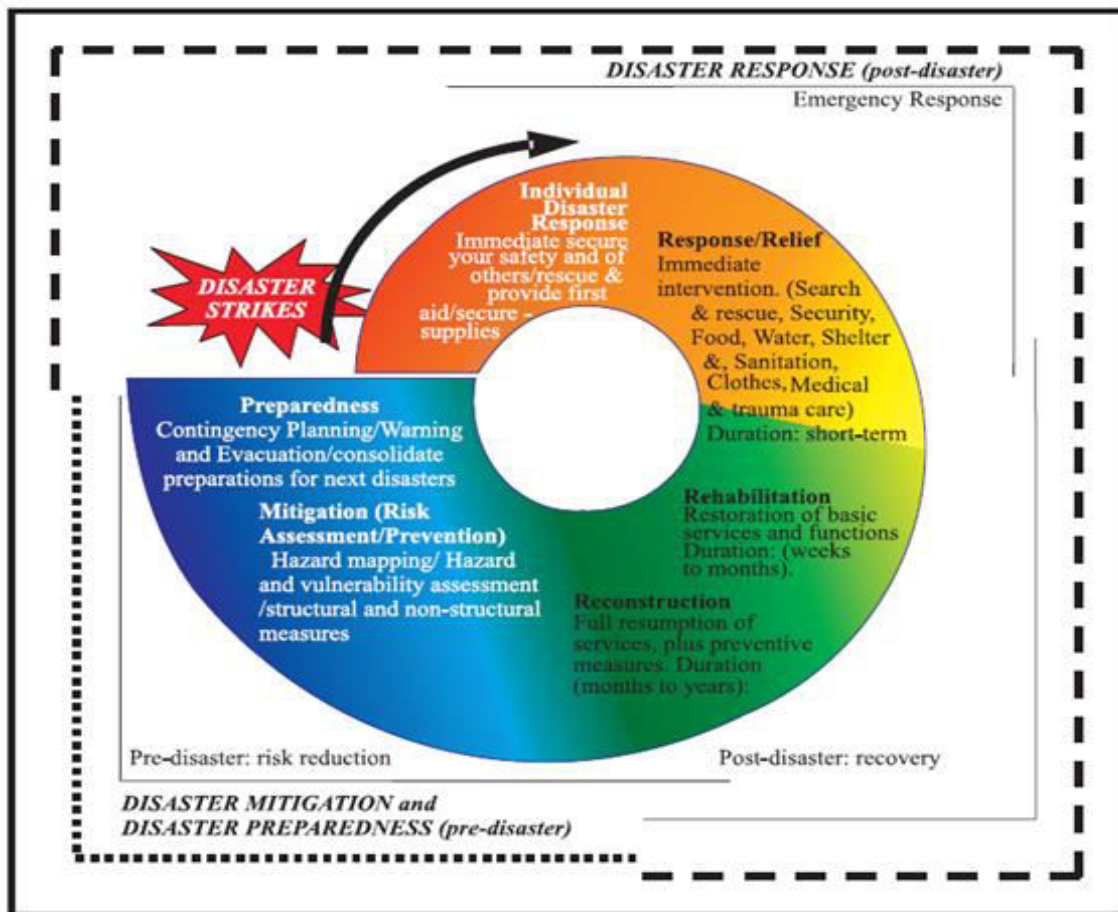 DISASTER RESPONSE (post-disaster)
Emergency Response
DISASTER
STRIKES
Individual
Disaster
Response
Immediate secure
your safety and of
others/rescue &
provide first
aid/secure -
supplies
Response/Relief
Immediate
intervention. (Search
& rescue, Security,
Food, Water, Shelter
&, Sanitation,
Clothes, Medical
& trauma care)
Duration: short-term
Rehabilitation
Restoration of basic
services and functions
Duration: (weeks
to months).
Reconstruction
Full resumption of
services, plus preventive
measures. Duration
(months to years):
Preparedness
Contingency Planning/Warning
and Evacuation/consolidate
preparations for next disasters
Mitigation (Risk
Assessment/Prevention)
Hazard mapping/ Hazard
and vulnerability assessment
/structural and non-structural
measures
Pre-disaster: risk reduction
Post-disaster: recovery
DISASTER MITIGATION and
DISASTER PREPAREDNESS (pre-disaster)